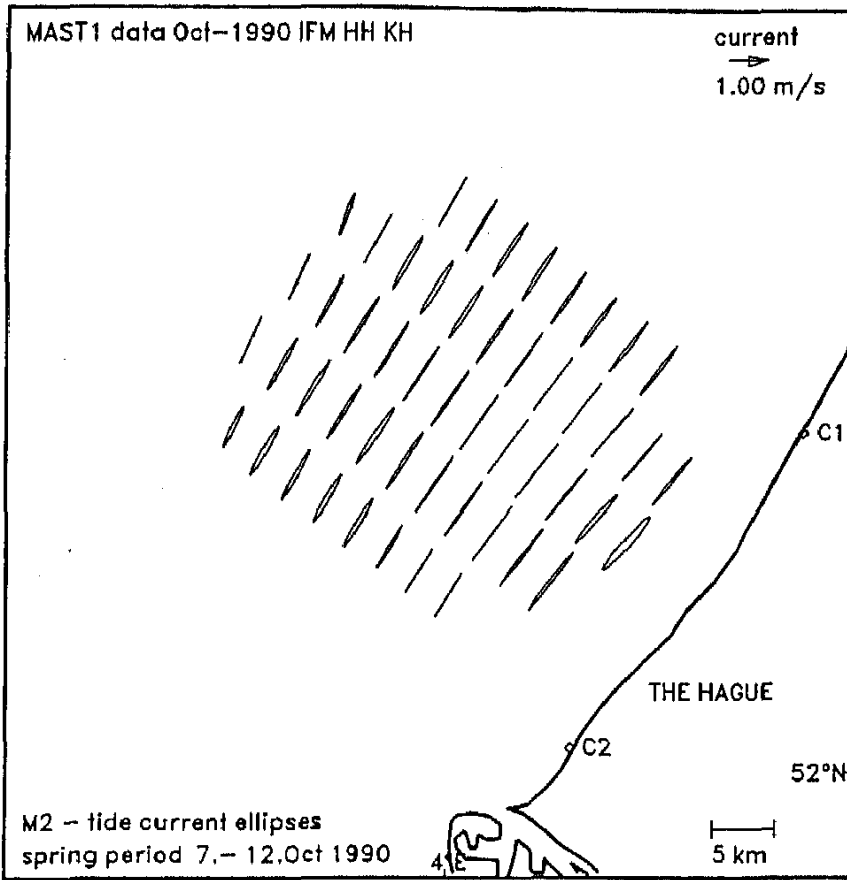 MAST1 data Oct-1990 IFM HH KH
current
1.00 m/s
C1
THE HAGUE
C2
52°N
M2 - tide current ellipses
spring period 7.- 12.Oct 1990
4°E
5 km